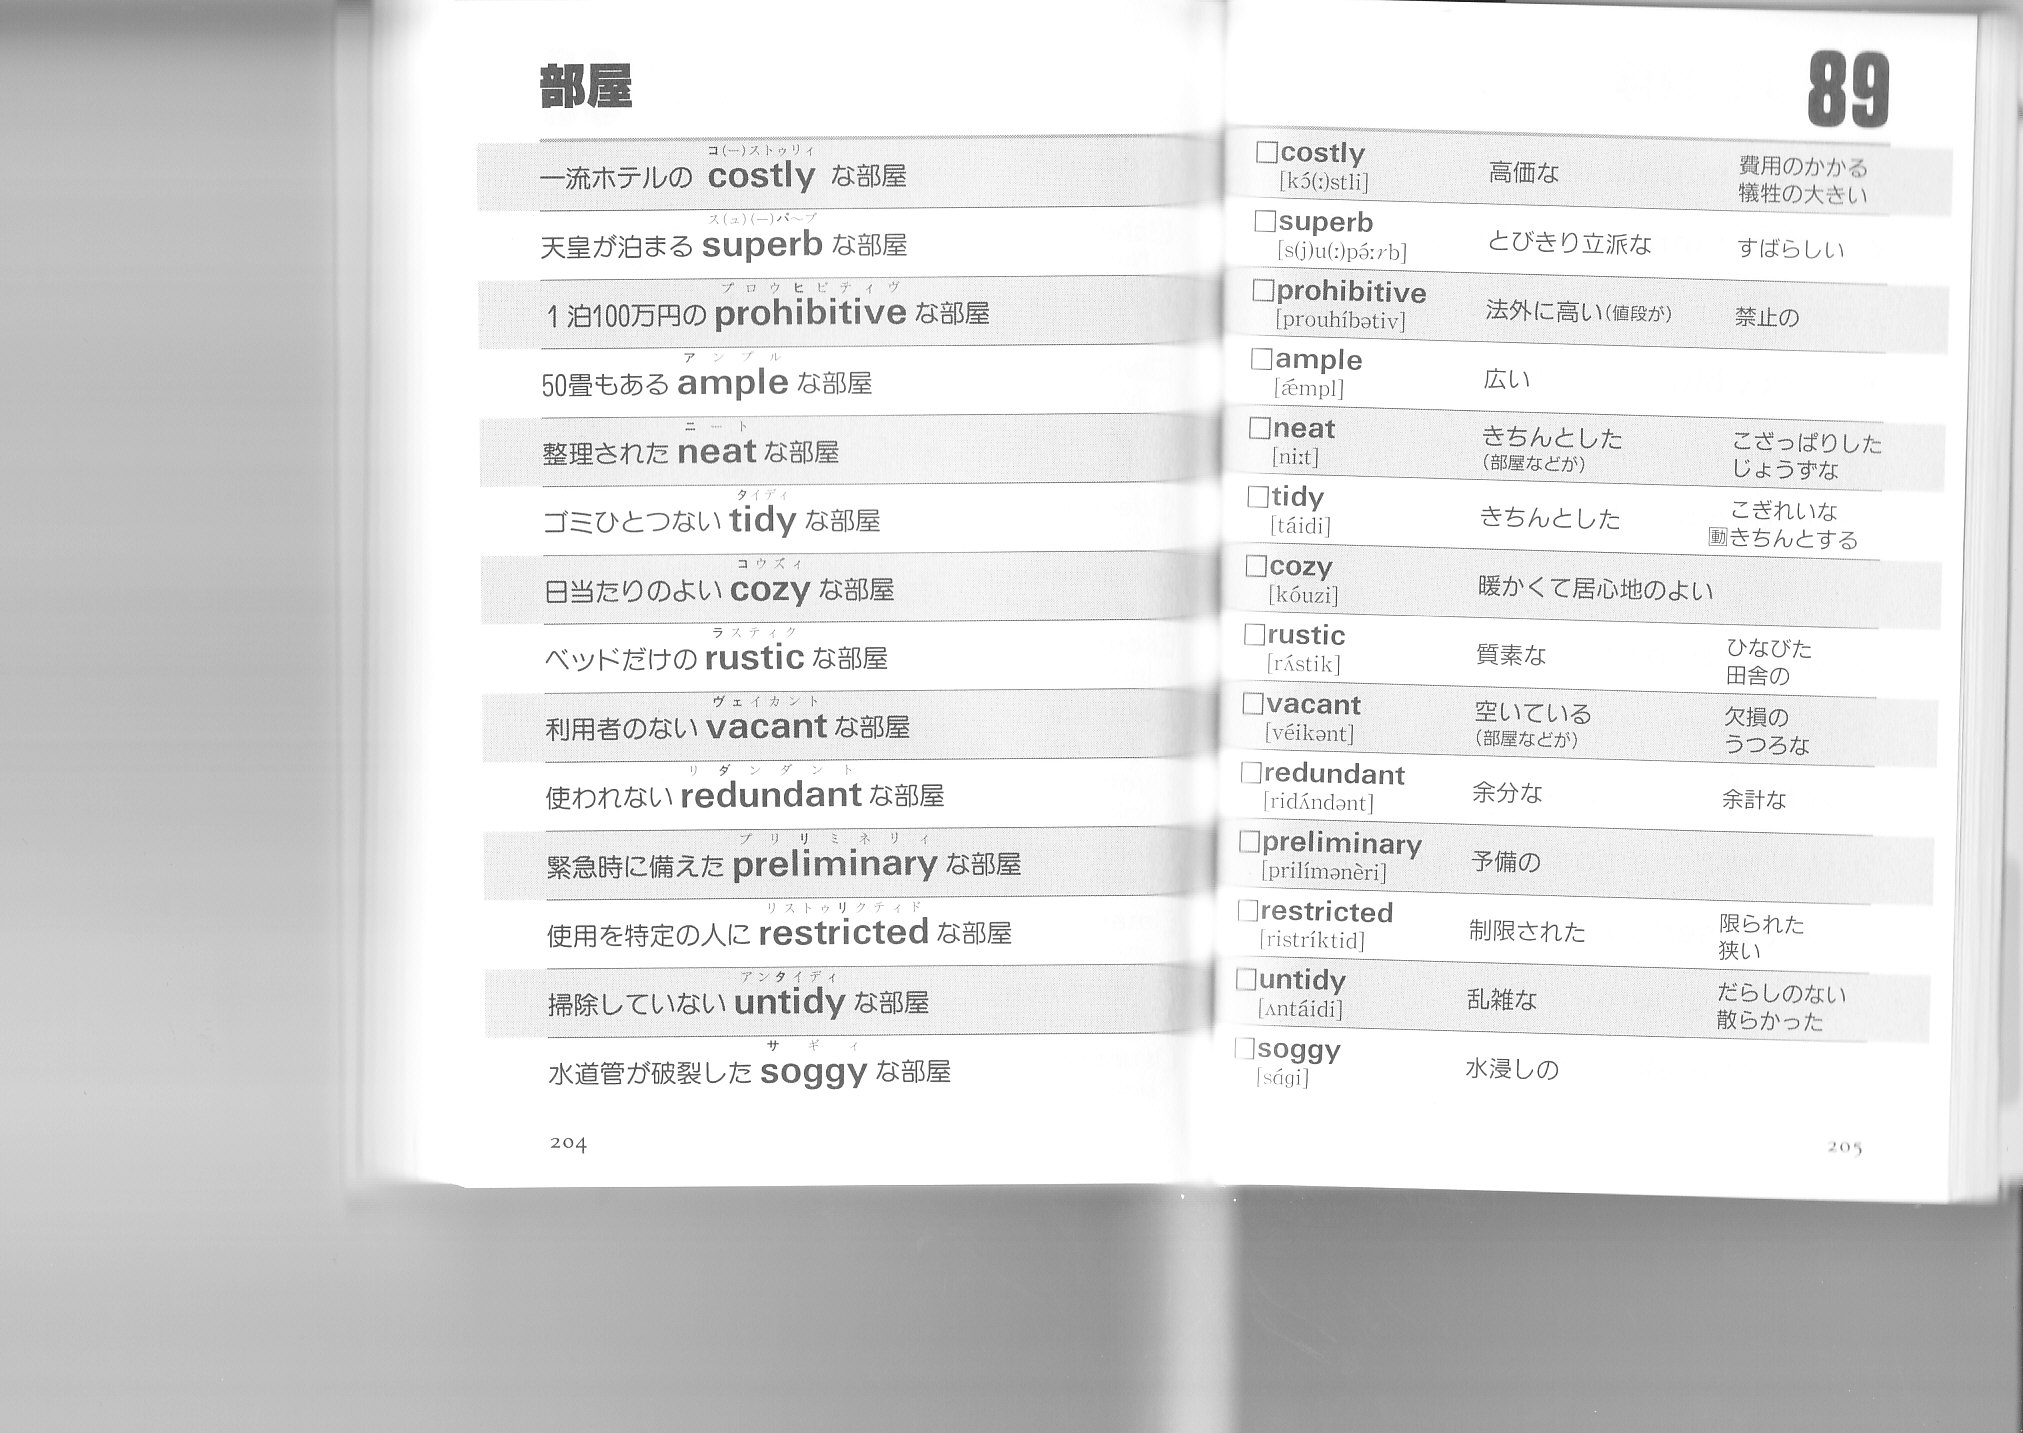 部屋
コ(ー)ストゥリィ
一流ホテルの costly な部屋
ス(ュ)(ー)パ〜ブ
天皇が泊まる superb な部屋
プロウヒビティヴ
1泊100万円の prohibitive な部屋
アンプル
50畳もある ample な部屋
ニート
整理された neat な部屋
タイディ
ゴミひとつない tidy な部屋
コウズィ
日当たりのよい cozy な部屋
ラスティク
ベッドだけの rustic な部屋
ヴェイカント
利用者のない vacant な部屋
リダンダント
使われない redundant な部屋
プリリミネリィ
緊急時に備えた preliminary な部屋
リストゥリクティド
使用を特定の人に restricted な部屋
アンタイディ
掃除していない untidy な部屋
サギィ
水道管が破裂した soggy な部屋
204
89
□costly 高価な 費用のかかる
[kɔ́(ː)stli] 犠牲の大きい
□superb とびきり立派な すばらしい
[s(j)u(ː)pə́ːrb]
□prohibitive 法外に高い(値段が) 禁止の
[prouhíbətiv]
□ample 広い
[ǽmpl]
□neat きちんとした こざっぱりした
[niːt] (部屋などが) じょうずな
□tidy きちんとした こぎれいな
[táidi] 動きちんとする
□cozy 暖かくて居心地のよい
[kóuzi]
□rustic 質素な ひなびた
[rʌ́stik] 田舎の
□vacant 空いている 欠損の
[véikənt] (部屋などが) うつろな
□redundant 余分な 余計な
[ridʌ́ndənt]
□preliminary 予備の
[prilímənèri]
□restricted 制限された 限られた
[ristríktid] 狭い
□untidy 乱雑な だらしのない
[ʌntáidi] 散らかった
□soggy 水浸しの
[sɑ́gi]
205